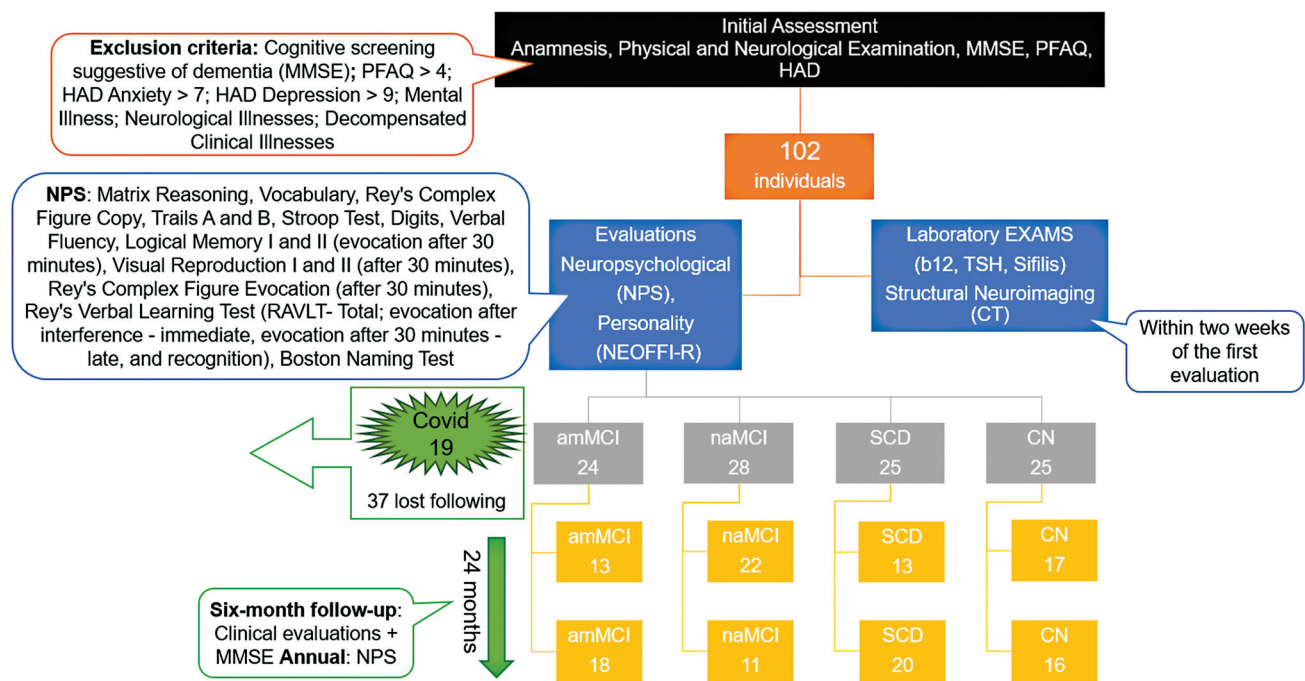 Initial Assessment
Anamnesis, Physical and Neurological Examination, MMSE, PFAQ,
HAD
Exclusion criteria: Cognitive screening
suggestive of dementia (MMSE); PFAQ > 4;
HAD Anxiety > 7; HAD Depression > 9; Mental
Illness; Neurological Illnesses; Decompensated
Clinical Illnesses
102
individuals
NPS: Matrix Reasoning, Vocabulary, Rey's Complex
Figure Copy, Trails A and B, Stroop Test, Digits, Verbal
Fluency, Logical Memory I and II (evocation after 30
minutes), Visual Reproduction I and II (after 30 minutes),
Rey's Complex Figure Evocation (after 30 minutes),
Rey's Verbal Learning Test (RAVLT- Total; evocation after
interference - immediate, evocation after 30 minutes -
late, and recognition), Boston Naming Test
Evaluations
Neuropsychological
(NPS),
Personality
(NEOFFI-R)
Laboratory EXAMS
(b12, TSH, Sifilis)
Structural Neuroimaging
(CT)
Within two weeks
of the first
evaluation
Covid
19
37 lost following
amMCI
24
naMCI
28
SCD
25
CN
25
amMCI
13
naMCI
22
SCD
13
CN
17
24 months
Six-month follow-up:
Clinical evaluations +
MMSE Annual: NPS
amMCI
18
naMCI
11
SCD
20
CN
16